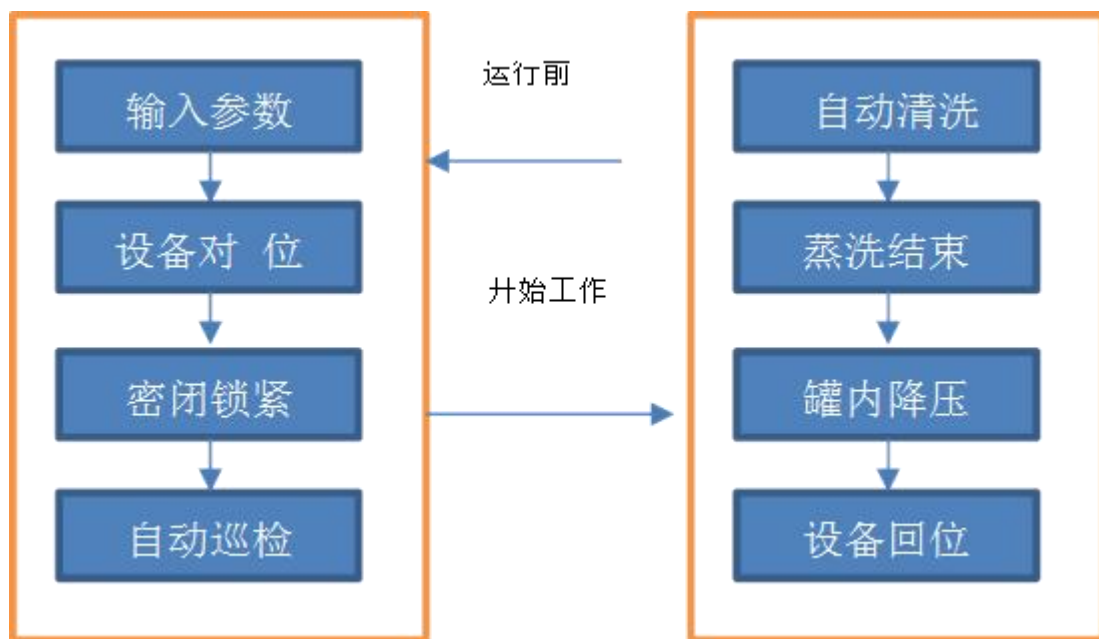 输入参数
设备对 位
密闭锁紧
自动巡检
运行前
开始工作
自动清洗
蒸洗结束
罐内降压
设备回位